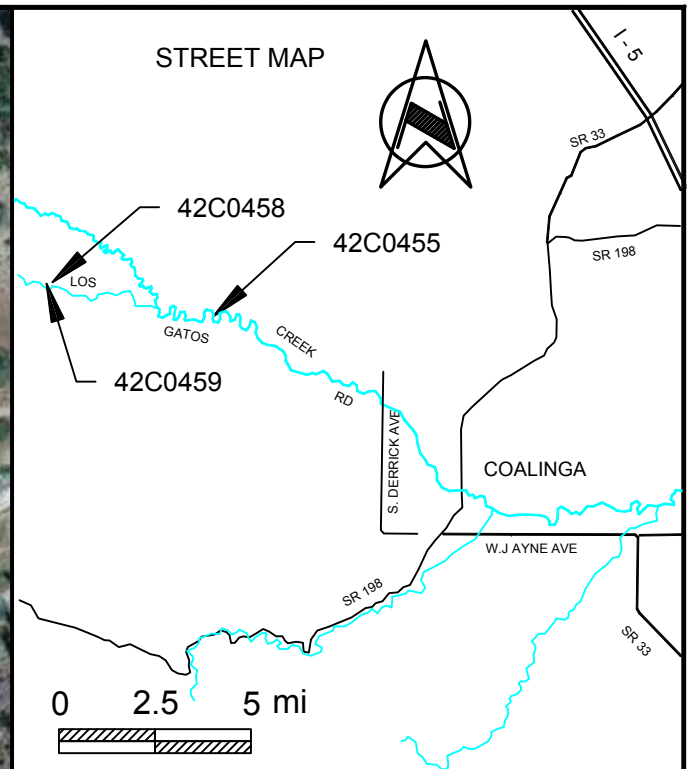 STREET MAP
I - 5
SR 33
42C0458
42C0455
SR 198
LOS
GATOS
CREEK
RD
42C0459
S. DERRICK AVE
COALINGA
W.J AYNE AVE
SR 198
SR 33
0 2.5 5 mi